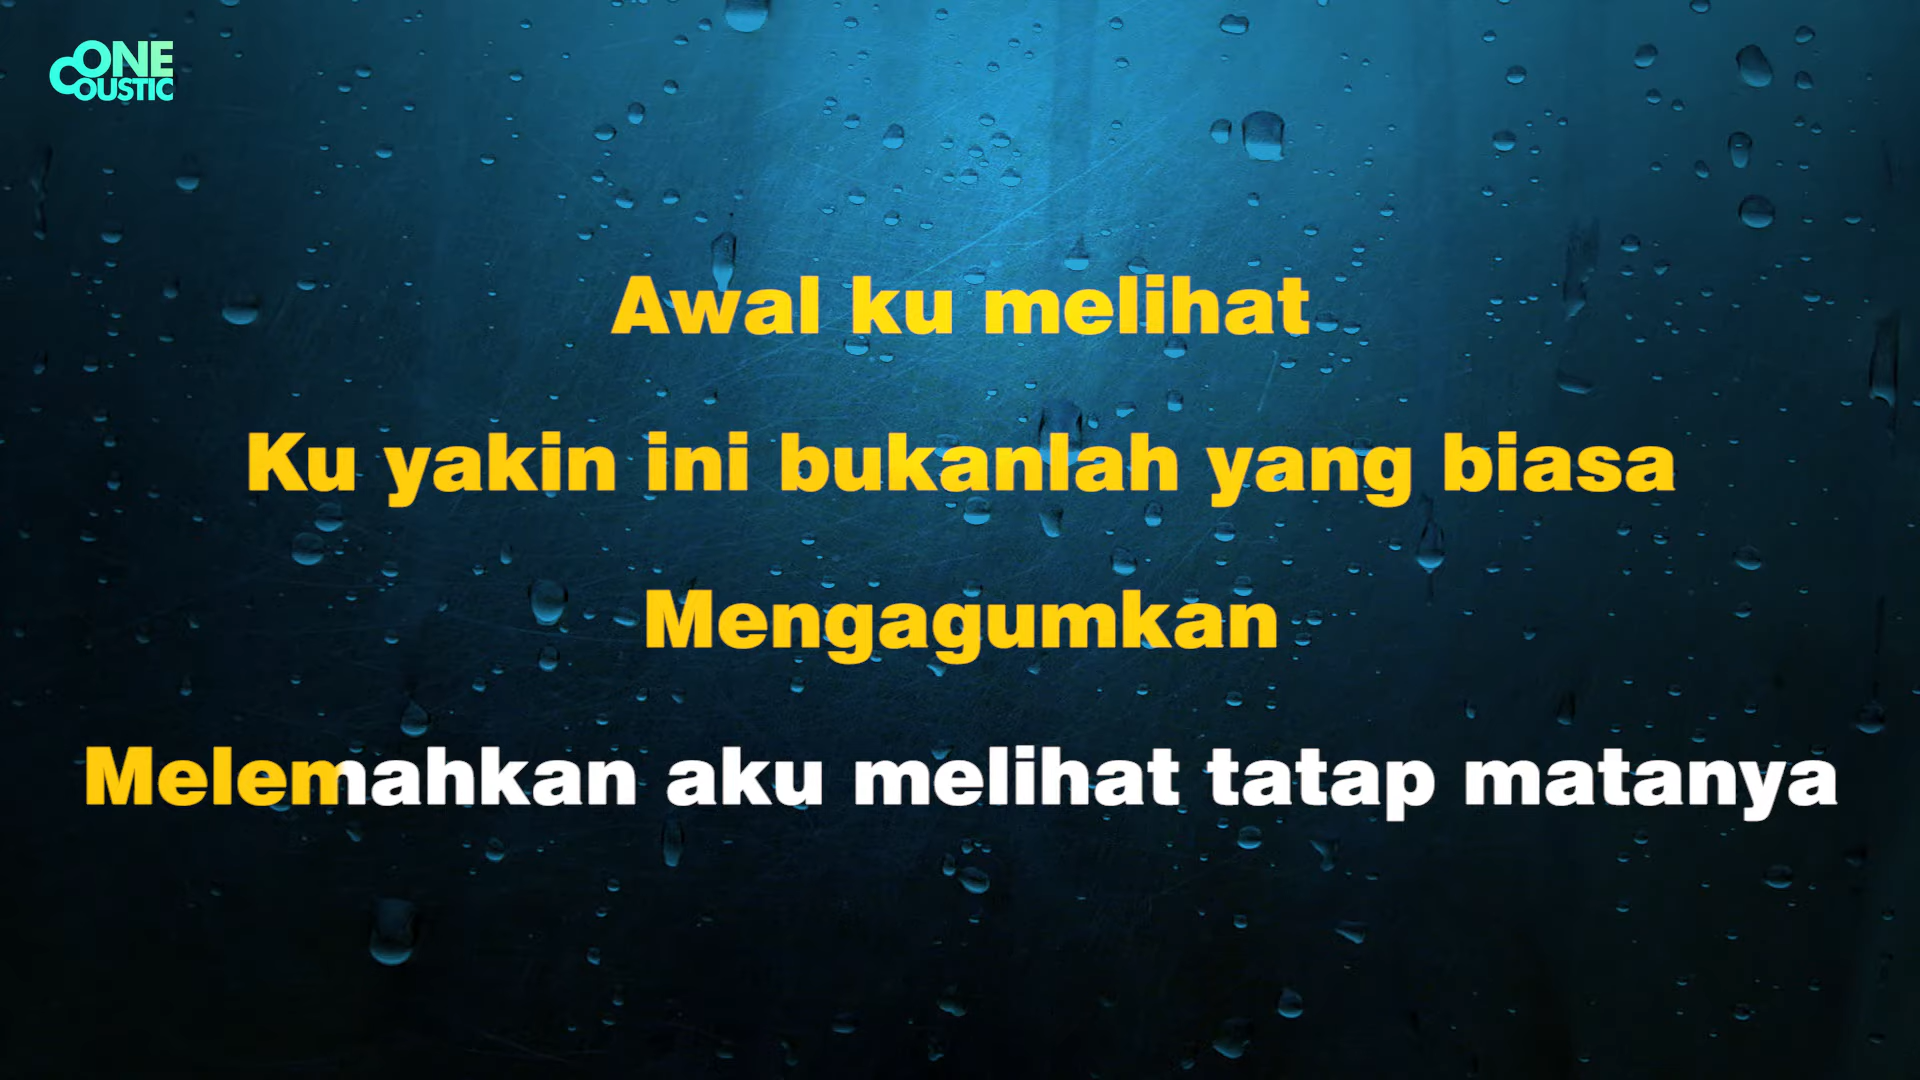 ONE
COUSTIC
Awal ku melihat
Ku yakin ini bukanlah yang biasa
Mengagumkan
Melemahkan aku melihat tatap matanya